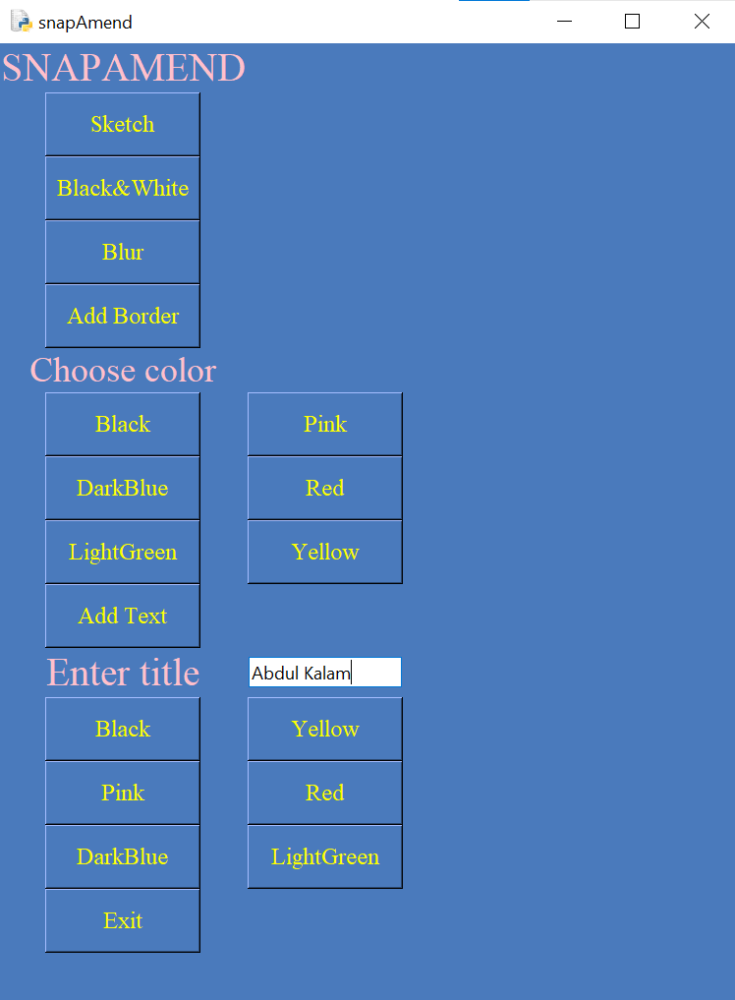 snapAmend
SNAPAMEND
Sketch
Black&White
Blur
Add Border
Choose color
Black Pink
DarkBlue Red
LightGreen Yellow
Add Text
Enter title Abdul Kalam
Black Yellow
Pink Red
DarkBlue LightGreen
Exit